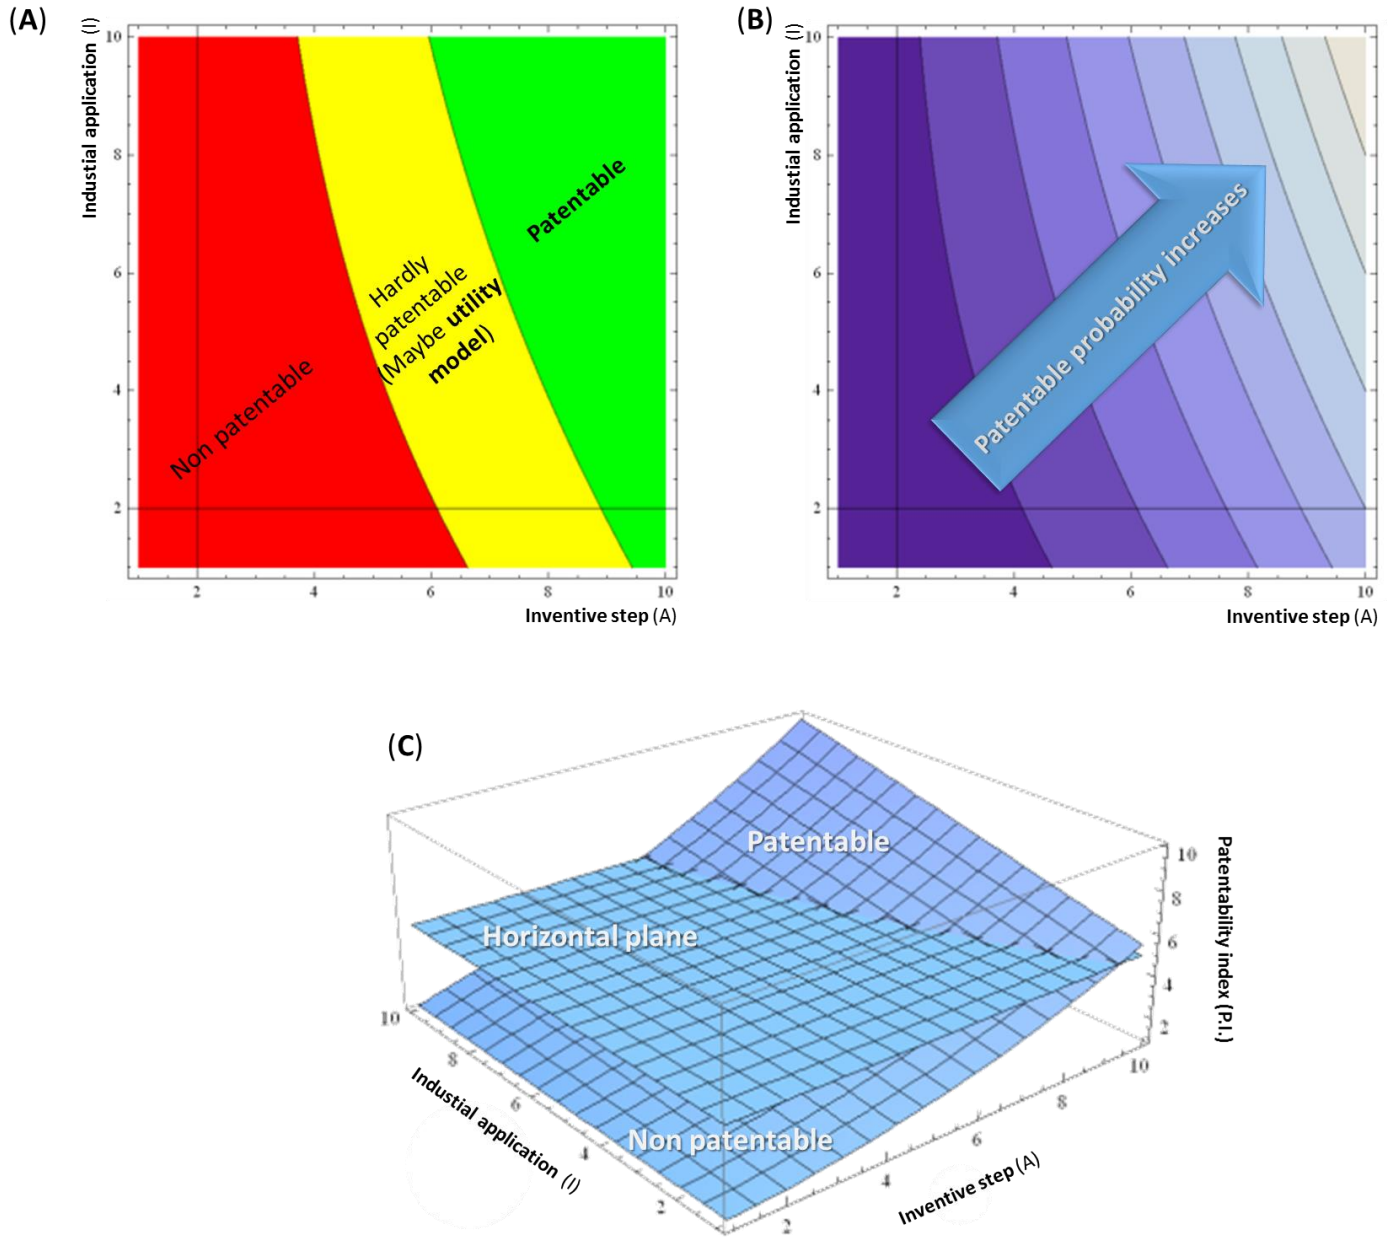 (A)
Industial application (I)
10
8
6
4
2
2 4 6 8 10
Inventive step (A)
Non patentable
Hardly
patentable
(Maybe utility
model)
Patentable
(B)
Industial application (I)
10
8
6
4
2
2 4 6 8 10
Inventive step (A)
Patentable probability increases
(C)
Patentable
Horizontal plane
Non patentable
10
8
6
4
2
Industial application (I)
2
4
6
8
10
Inventive step (A)
10
8
6
4
2
Patentability index (P.I.)